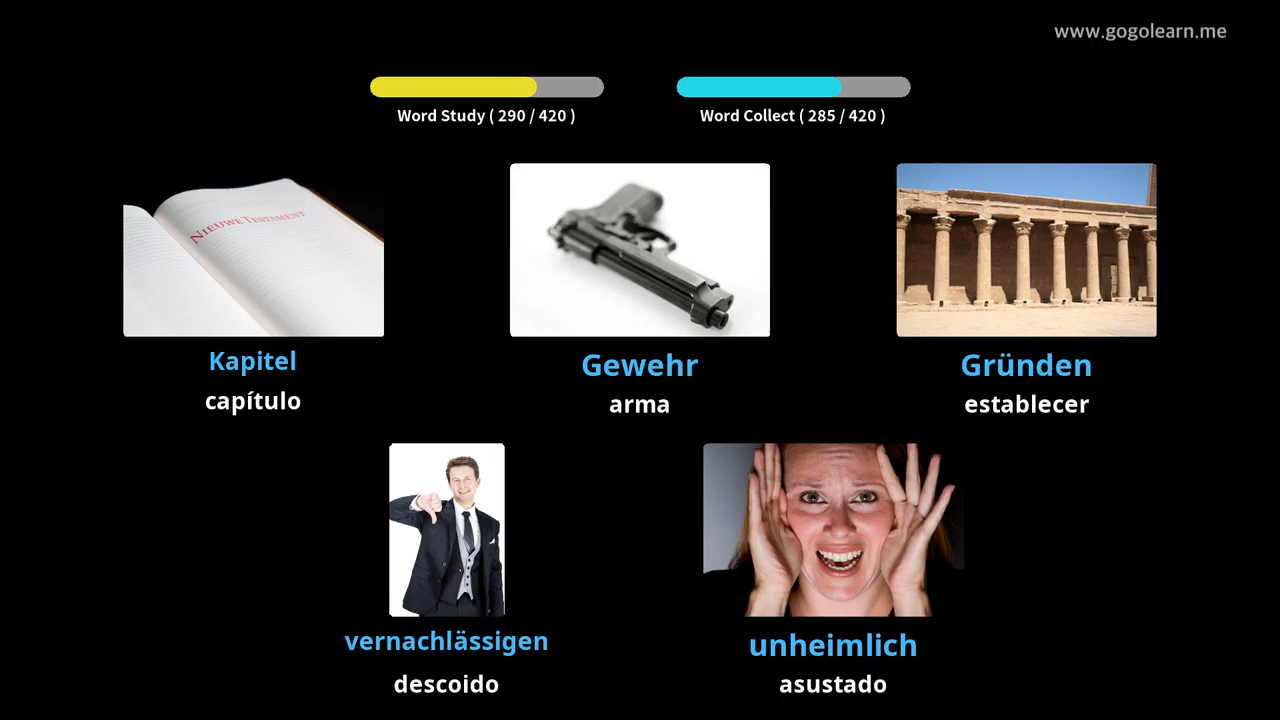 www.gogolearn.me
Word Study ( 290 / 420 )
Word Collect ( 285 / 420 )
NIEUWE TESTAMENT
Kapitel
capítulo
Gewehr
arma
Gründen
establecer
vernachlässigen
descoido
unheimlich
asustado